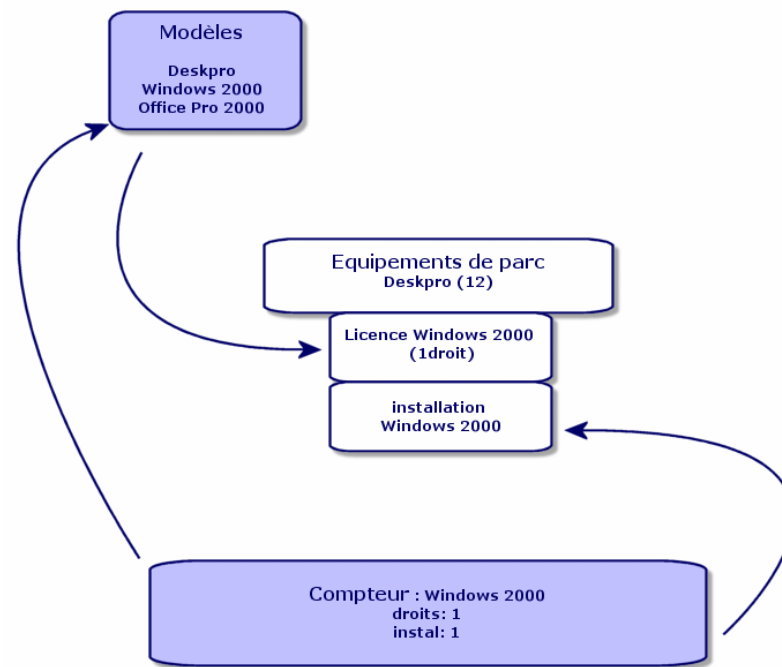 Modèles
Deskpro
Windows 2000
Office Pro 2000
Equipements de parc
Deskpro (12)
Licence Windows 2000
(1droit)
installation
Windows 2000
Compteur : Windows 2000
droits: 1
instal: 1